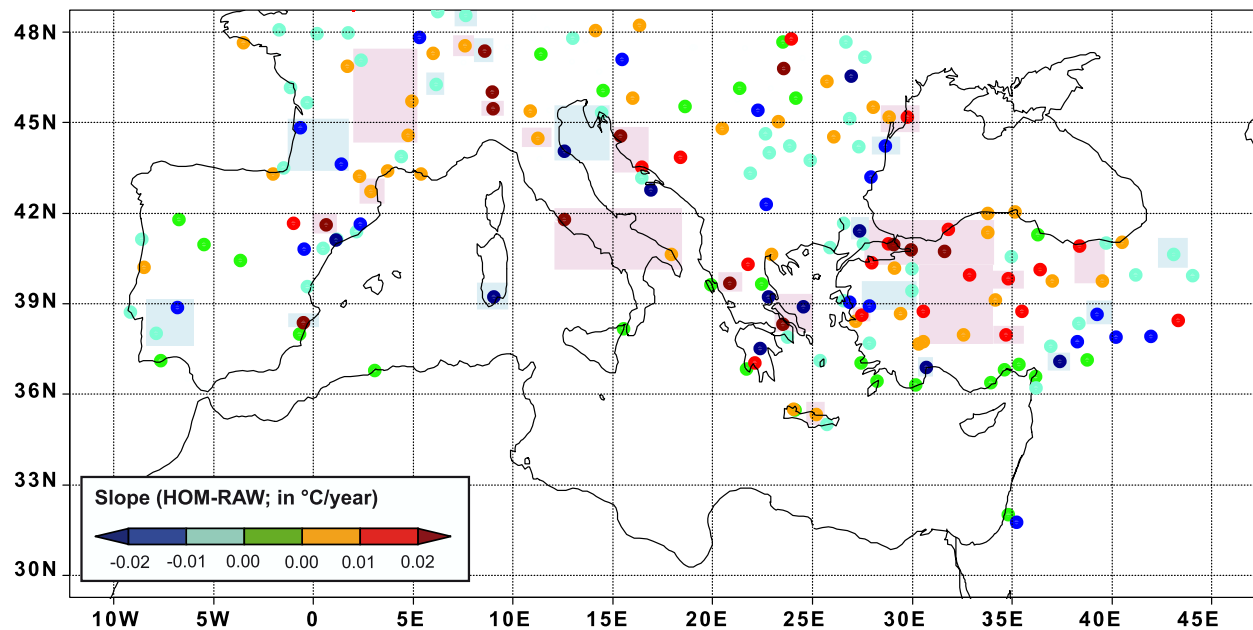 48N
45N
42N
39N
36N
33N
30N
Slope (HOM-RAW; in °C/year)
-0.02 -0.01 0.00 0.00 0.01 0.02
10W 5W 0 5E 10E 15E 20E 25E 30E 35E 40E 45E